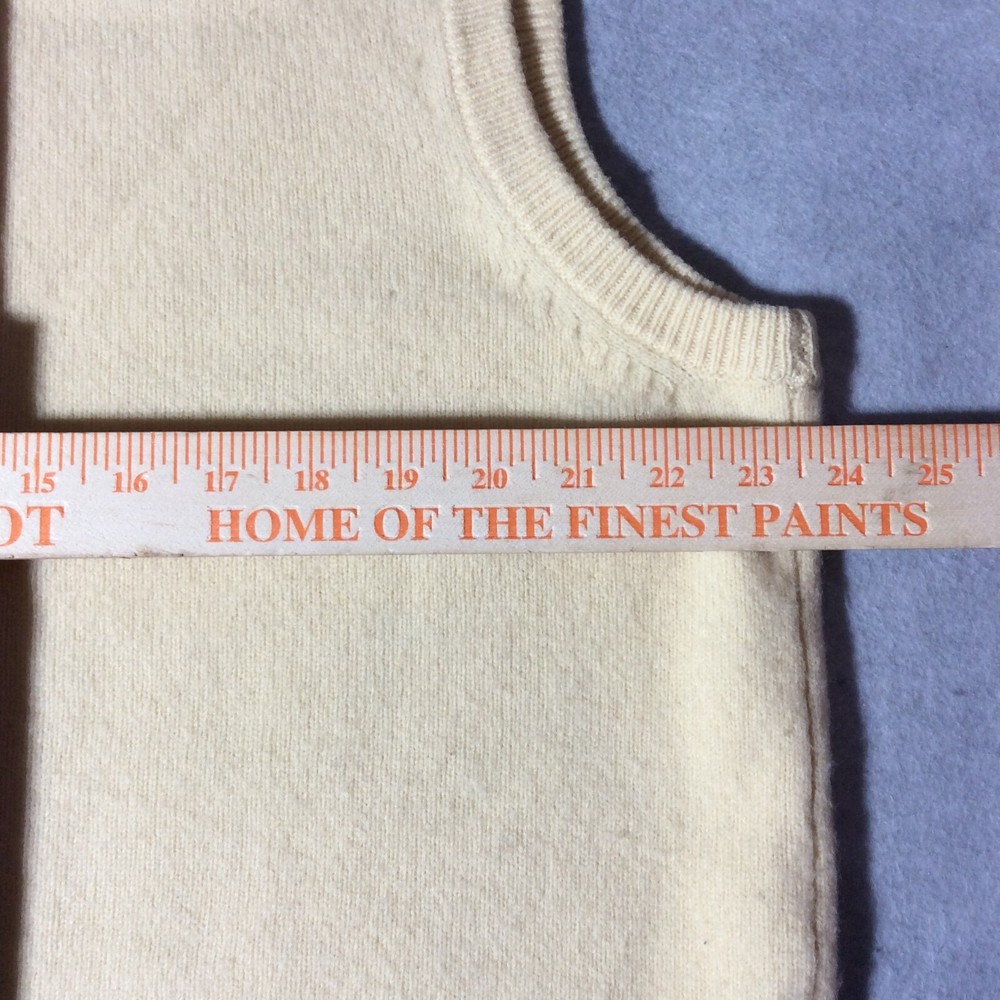 15 16 17 18 19 20 21 22 23 24 25
OT HOME OF THE FINEST PAINTS